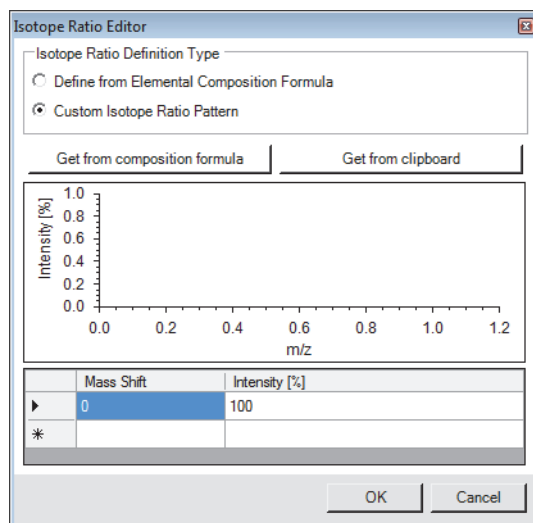 Isotope Ratio Editor
Isotope Ratio Definition Type
Define from Elemental Composition Formula
Custom Isotope Ratio Pattern
Get from composition formula Get from clipboard
Intensity [%]
1.0
0.8
0.6
0.4
0.2
0.0
0.0 0.2 0.4 0.6 0.8 1.0 1.2
m/z
Mass Shift Intensity [%]
0 100
OK Cancel